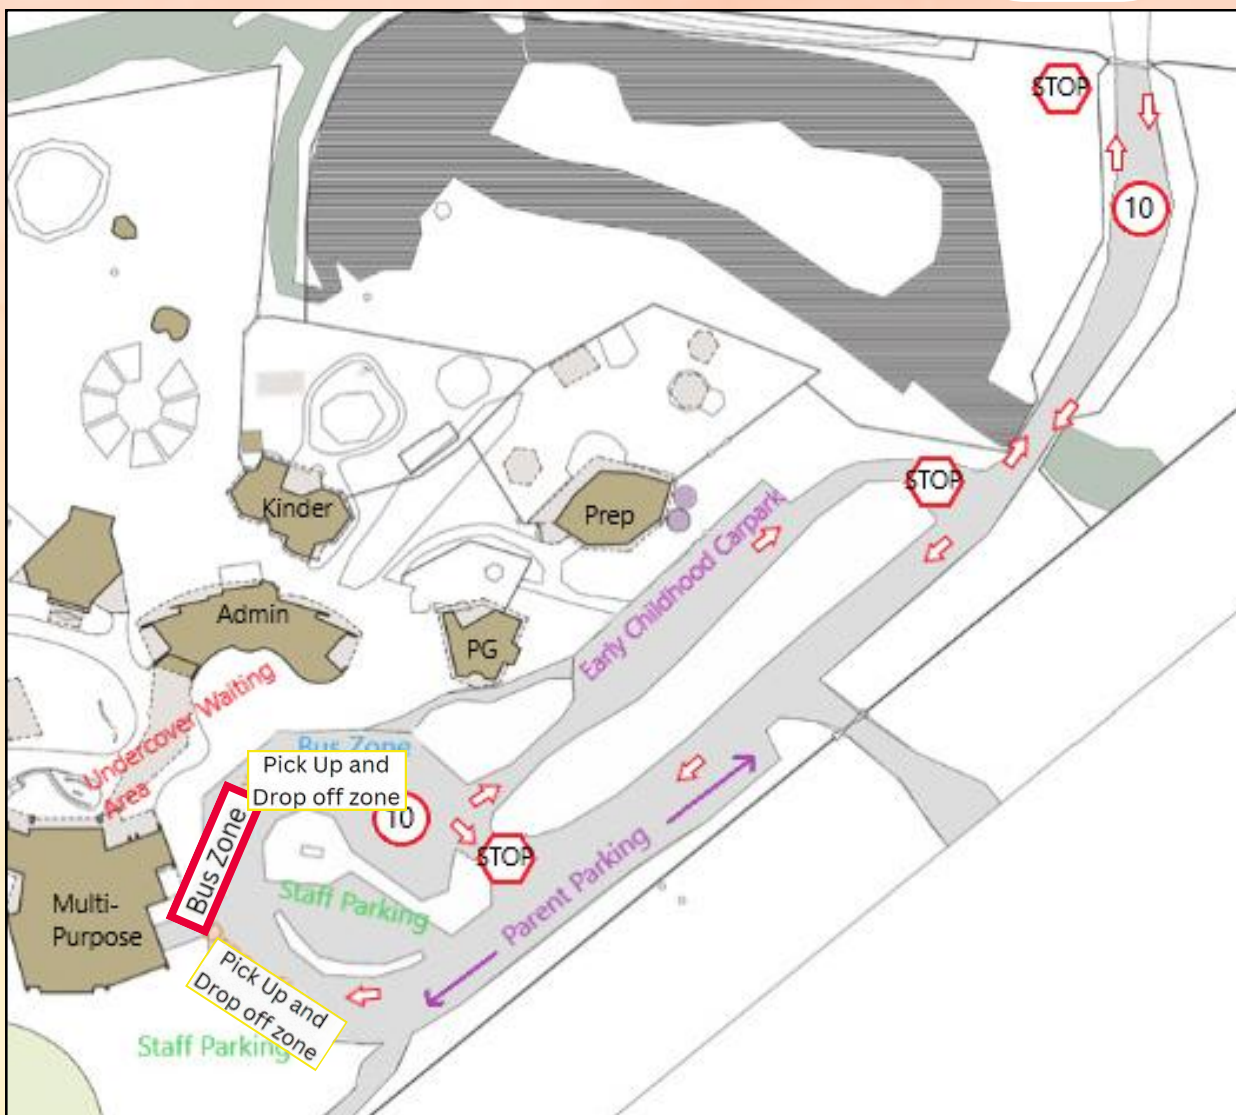 STOP
10
STOP
Kinder
Prep
Early Childhood Carpark
Admin
PG
Undercover Waiting
Area
Bus Zone
Pick Up and
Drop off zone
10
Bus Zone
STOP
Staff Parking
Parent Parking
Multi-
Purpose
Pick Up and
Drop off zone
Staff Parking